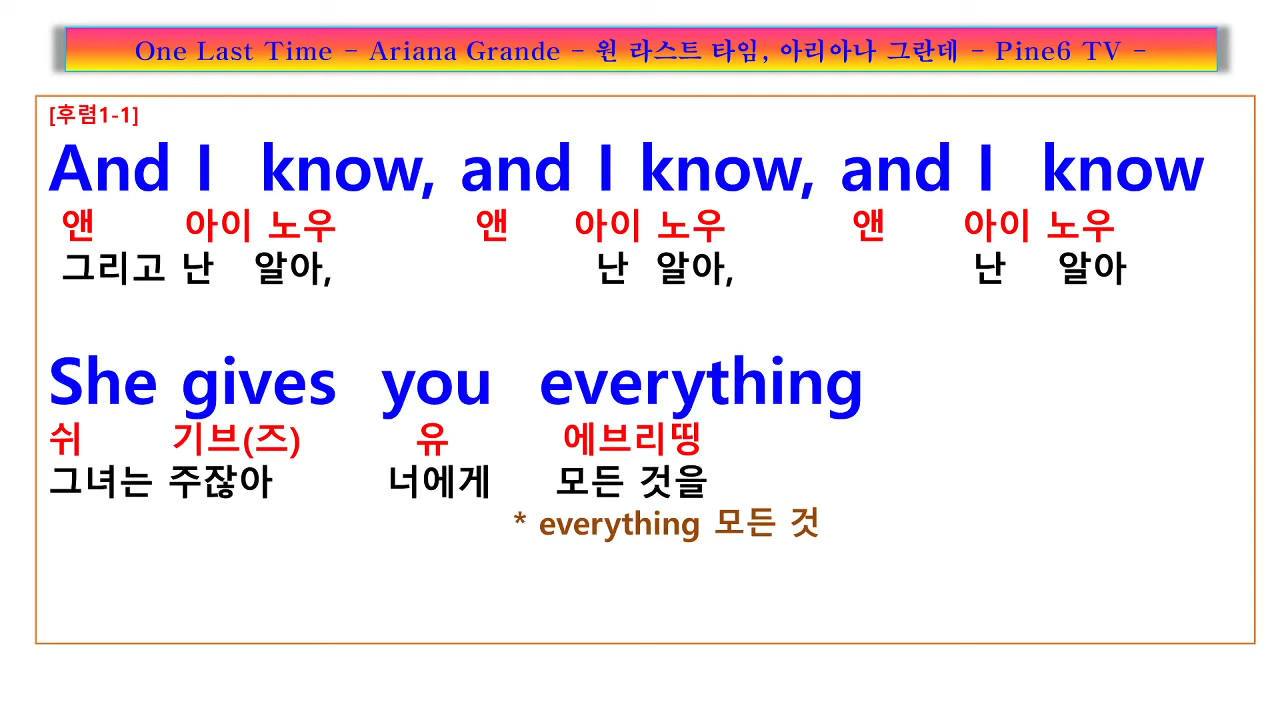 One Last Time - Ariana Grande - 원 라스트 타임, 아리아나 그란데 - Pine6 TV -
[후렴1-1]
And I know, and I know, and I know
앤 아이 노우 앤 아이 노우 앤 아이 노우
그리고 난 알아, 난 알아, 난 알아
She gives you everything
쉬 기브(즈) 유 에브리띵
그녀는 주잖아 너에게 모든 것을
* everything 모든 것